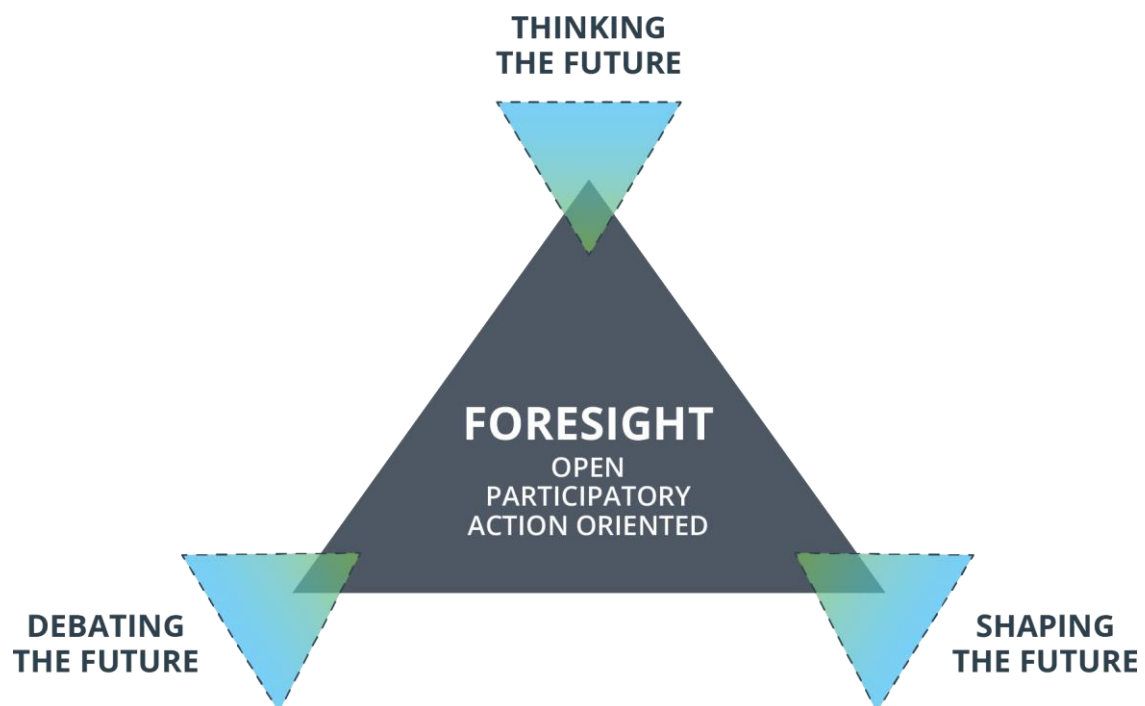 THINKING
THE FUTURE
FORESIGHT
OPEN
PARTICIPATORY
ACTION ORIENTED
DEBATING
THE FUTURE
SHAPING
THE FUTURE